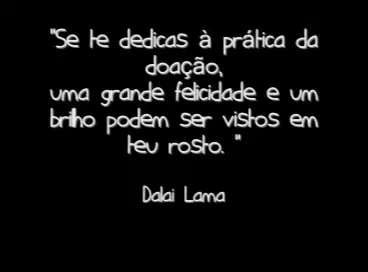 "Se te dedicas à prática da
doação,
uma grande felicidade e um
brilho podem ser vistos em
teu rosto. "
Dalai Lama